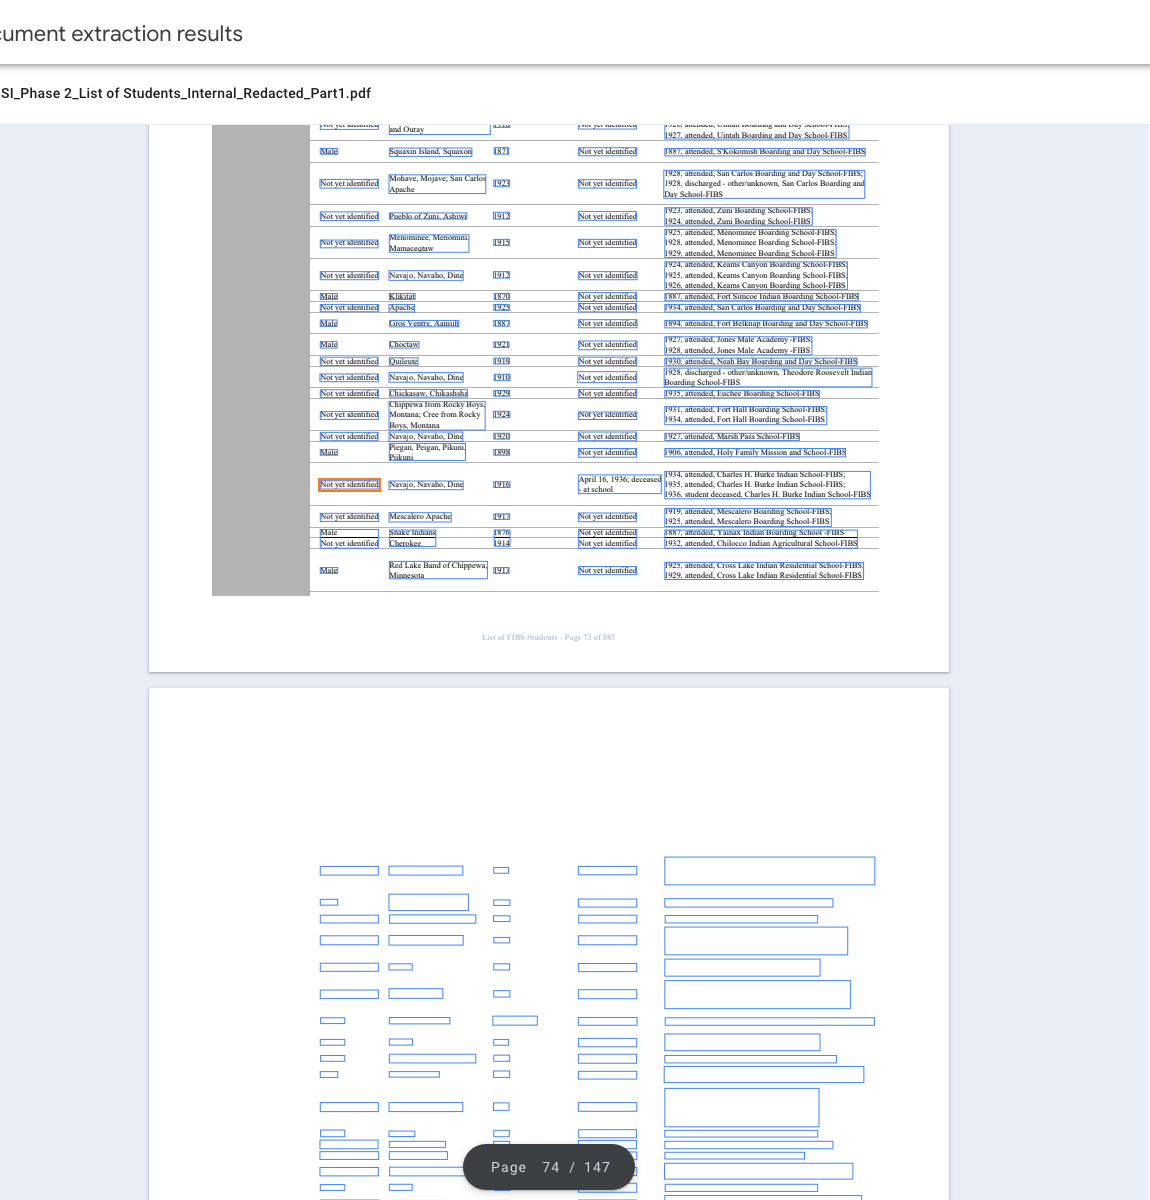 cument extraction results
SI_Phase 2_List of Students_Internal_Redacted_Part1.pdf
Not yet identified and Ouray Not yet identified
1927, attended, Uintah Boarding and Day School-FIBS
Male Squaxin Island, Squaxon 1871 Not yet identified 1887, attended, S'Kokomish Boarding and Day School-FIBS
Not yet identified Mohave, Mojave; San Carlos Apache 1923 Not yet identified 1928, attended, San Carlos Boarding and Day School-FIBS;
1928, discharged - other/unknown, San Carlos Boarding and
Day School-FIBS
Not yet identified Pueblo of Zuni, Ashiwi 1912 Not yet identified 1923, attended, Zuni Boarding School-FIBS;
1924, attended, Zuni Boarding School-FIBS
Not yet identified Menominee, Menomini, Mamaceqtaw 1915 Not yet identified 1925, attended, Menominee Boarding School-FIBS;
1928, attended, Menominee Boarding School-FIBS;
1929, attended, Menominee Boarding School-FIBS
Not yet identified Navajo, Navaho, Dine 1912 Not yet identified 1924, attended, Keams Canyon Boarding School-FIBS;
1925, attended, Keams Canyon Boarding School-FIBS;
1926, attended, Keams Canyon Boarding School-FIBS
Male Klikitat 1870 Not yet identified 1887, attended, Fort Simcoe Indian Boarding School-FIBS
Not yet identified Apache 1925 Not yet identified 1934, attended, San Carlos Boarding School-FIBS
Male Gros Ventre, Aaniiih 1887 Not yet identified 1894, attended, Fort Belknap Boarding and Day School-FIBS
Male Choctaw 1921 Not yet identified 1927, attended, Jones Male Academy -FIBS;
1928, attended, Jones Male Academy -FIBS
Not yet identified Quileute 1919 Not yet identified 1930, attended, Neah Bay Boarding and Day School-FIBS
Not yet identified Navajo, Navaho, Dine 1910 Not yet identified 1928, discharged - other/unknown, Theodore Roosevelt Indian
Boarding School-FIBS
Not yet identified Chickasaw, Chikashsha 1929 Not yet identified 1935, attended, Euchee Boarding School-FIBS
Not yet identified Chippewa from Rocky Boys, Montana; Cree from Rocky Boys, Montana 1924 Not yet identified 1931, attended, Fort Hall Boarding School-FIBS;
1934, attended, Fort Hall Boarding School-FIBS
Not yet identified Navajo, Navaho, Dine 1920 Not yet identified 1927, attended, Marsh Pass School-FIBS
Male Piegan, Peigan, Pikuni, Piikuni 1898 Not yet identified 1906, attended, Holy Family Mission and School-FIBS
Not yet identified Navajo, Navaho, Dine 1916 April 16, 1936; deceased - at school 1934, attended, Charles H. Burke Indian School-FIBS;
1935, attended, Charles H. Burke Indian School-FIBS;
1936, student deceased, Charles H. Burke Indian School-FIBS
Not yet identified Mescalero Apache 1917 Not yet identified 1919, attended, Mescalero Boarding School-FIBS;
1925, attended, Mescalero Boarding School-FIBS
Male Snake Indians 1876 Not yet identified 1887, attended, Yainax Indian Boarding School -FIBS
Not yet identified Cherokee 1914 Not yet identified 1932, attended, Chilocco Indian Agricultural School-FIBS
Male Red Lake Band of Chippewa, Minnesota 1913 Not yet identified 1925, attended, Cross Lake Indian Residential School-FIBS;
1929, attended, Cross Lake Indian Residential School-FIBS
List of FIBS Students - Page 73 of 587
Page 74 / 147